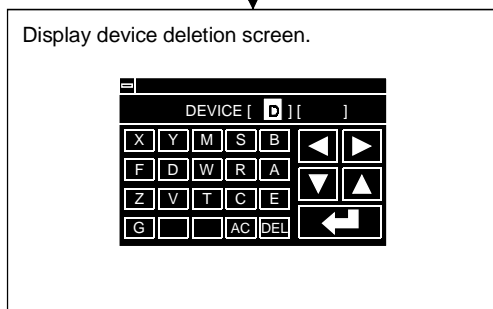 Display device deletion screen.
DEVICE [ D ] [ ]
X Y M S B
F D W R A
Z V T C E
G AC DEL